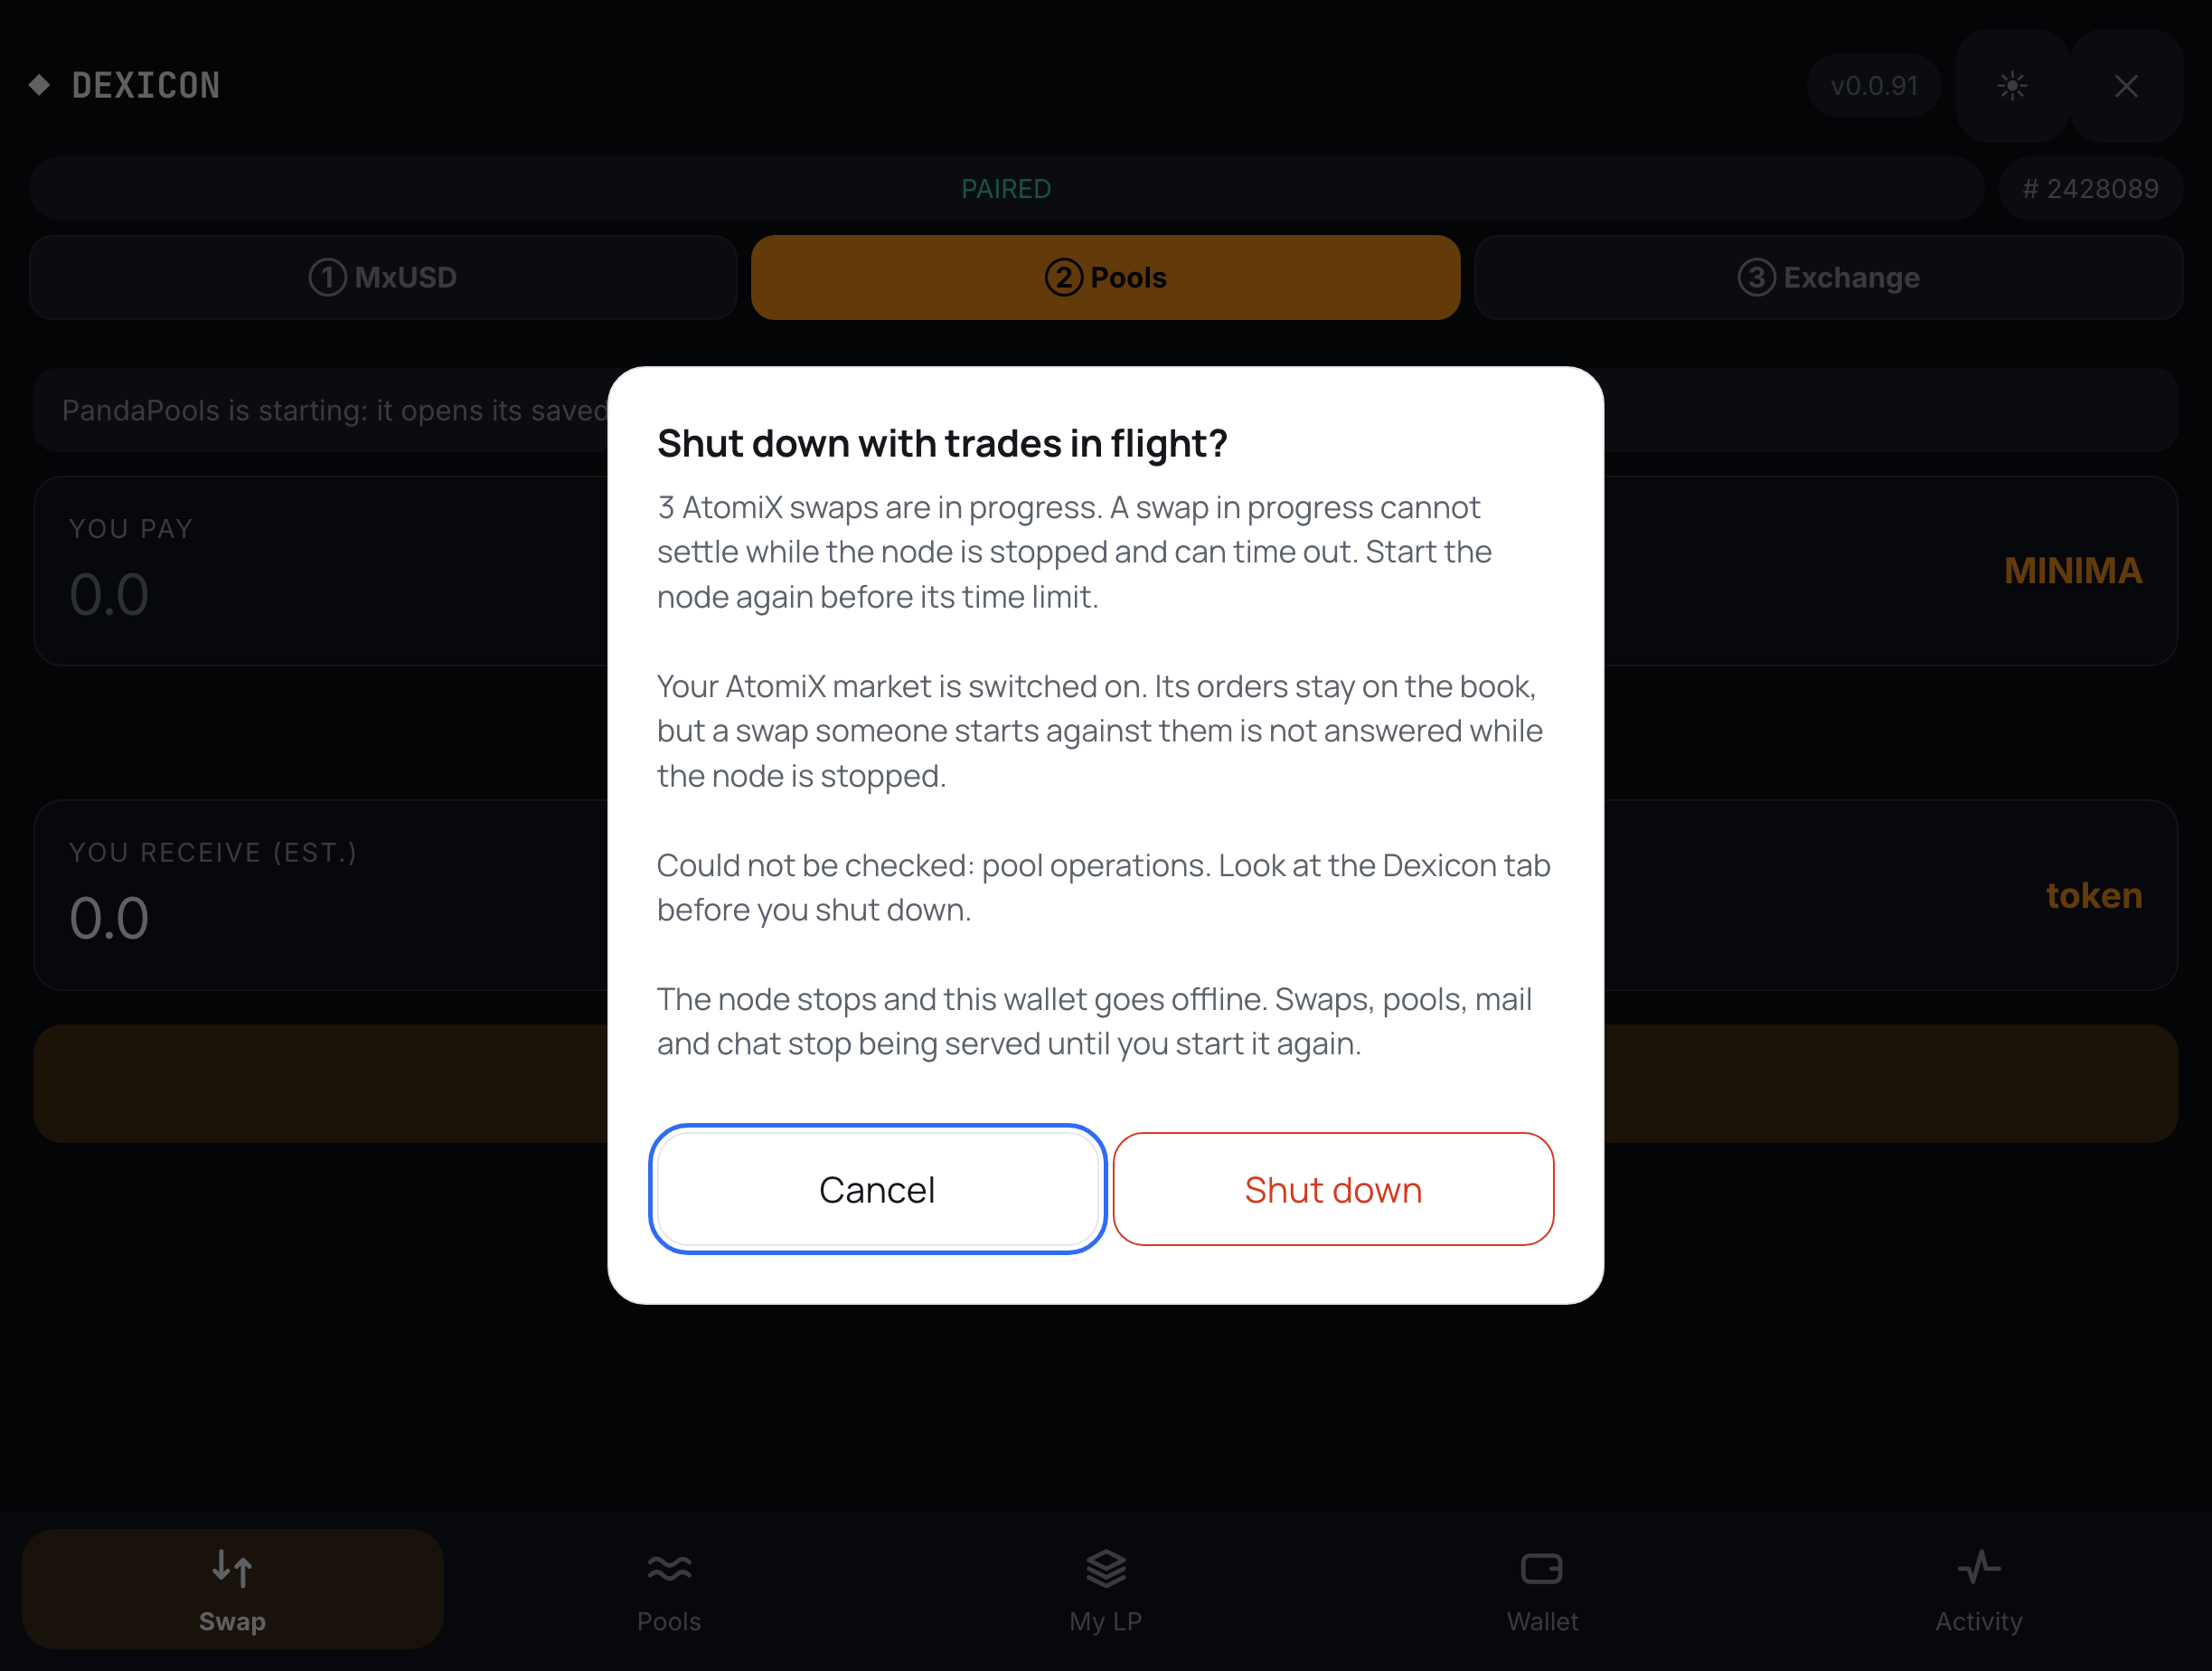 DEXICON
v0.0.91
PAIRED
# 2428089
1 MxUSD
2 Pools
3 Exchange
PandaPools is starting: it opens its saved
YOU PAY
0.0
MINIMA
YOU RECEIVE (EST.)
0.0
token
Shut down with trades in flight?
3 AtomiX swaps are in progress. A swap in progress cannot
settle while the node is stopped and can time out. Start the
node again before its time limit.
Your AtomiX market is switched on. Its orders stay on the book,
but a swap someone starts against them is not answered while
the node is stopped.
Could not be checked: pool operations. Look at the Dexicon tab
before you shut down.
The node stops and this wallet goes offline. Swaps, pools, mail
and chat stop being served until you start it again.
Cancel
Shut down
Swap
Pools
My LP
Wallet
Activity